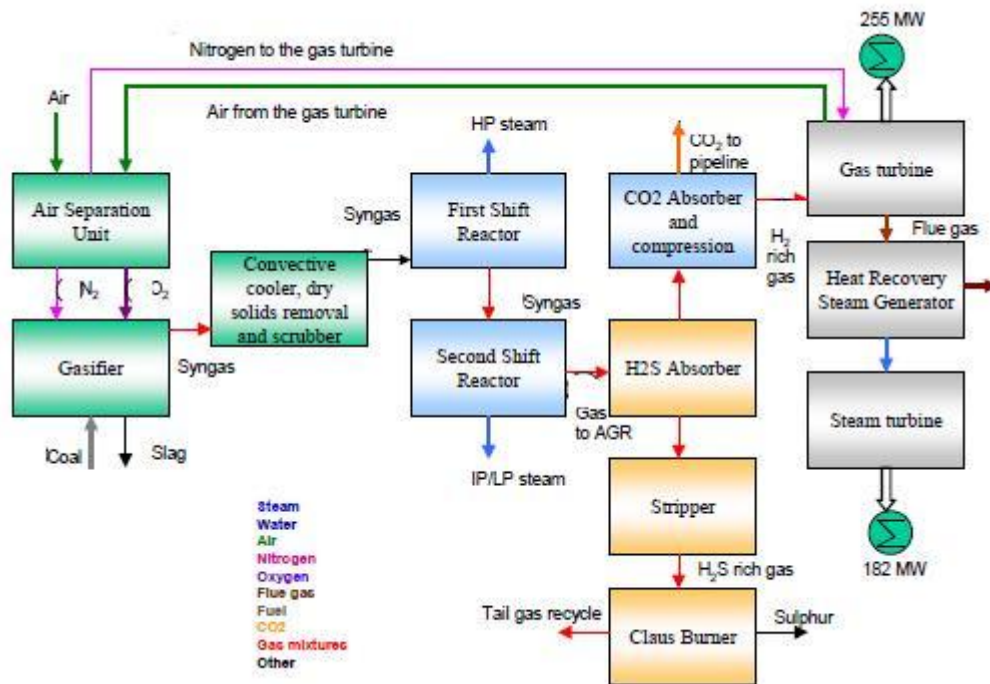 255 MW
Nitrogen to the gas turbine
Air
Air from the gas turbine
HP steam
CO₂ to
pipeline
Gas turbine
Air Separation
Unit
Syngas
First Shift
Reactor
CO2 Absorber
and
compression
H₂
rich
gas
Flue gas
N₂
O₂
Convective
cooler, dry
solids removal
and scrubber
Syngas
Heat Recovery
Steam Generator
Gasifier
Syngas
Second Shift
Reactor
H2S Absorber
Gas
to AGR
Steam turbine
Coal
Slag
IP/LP steam
Stripper
Steam
Water
Air
Nitrogen
Oxygen
Flue gas
Fuel
CO2
Gas mixtures
Other
H₂S rich gas
182 MW
Tail gas recycle
Claus Burner
Sulphur